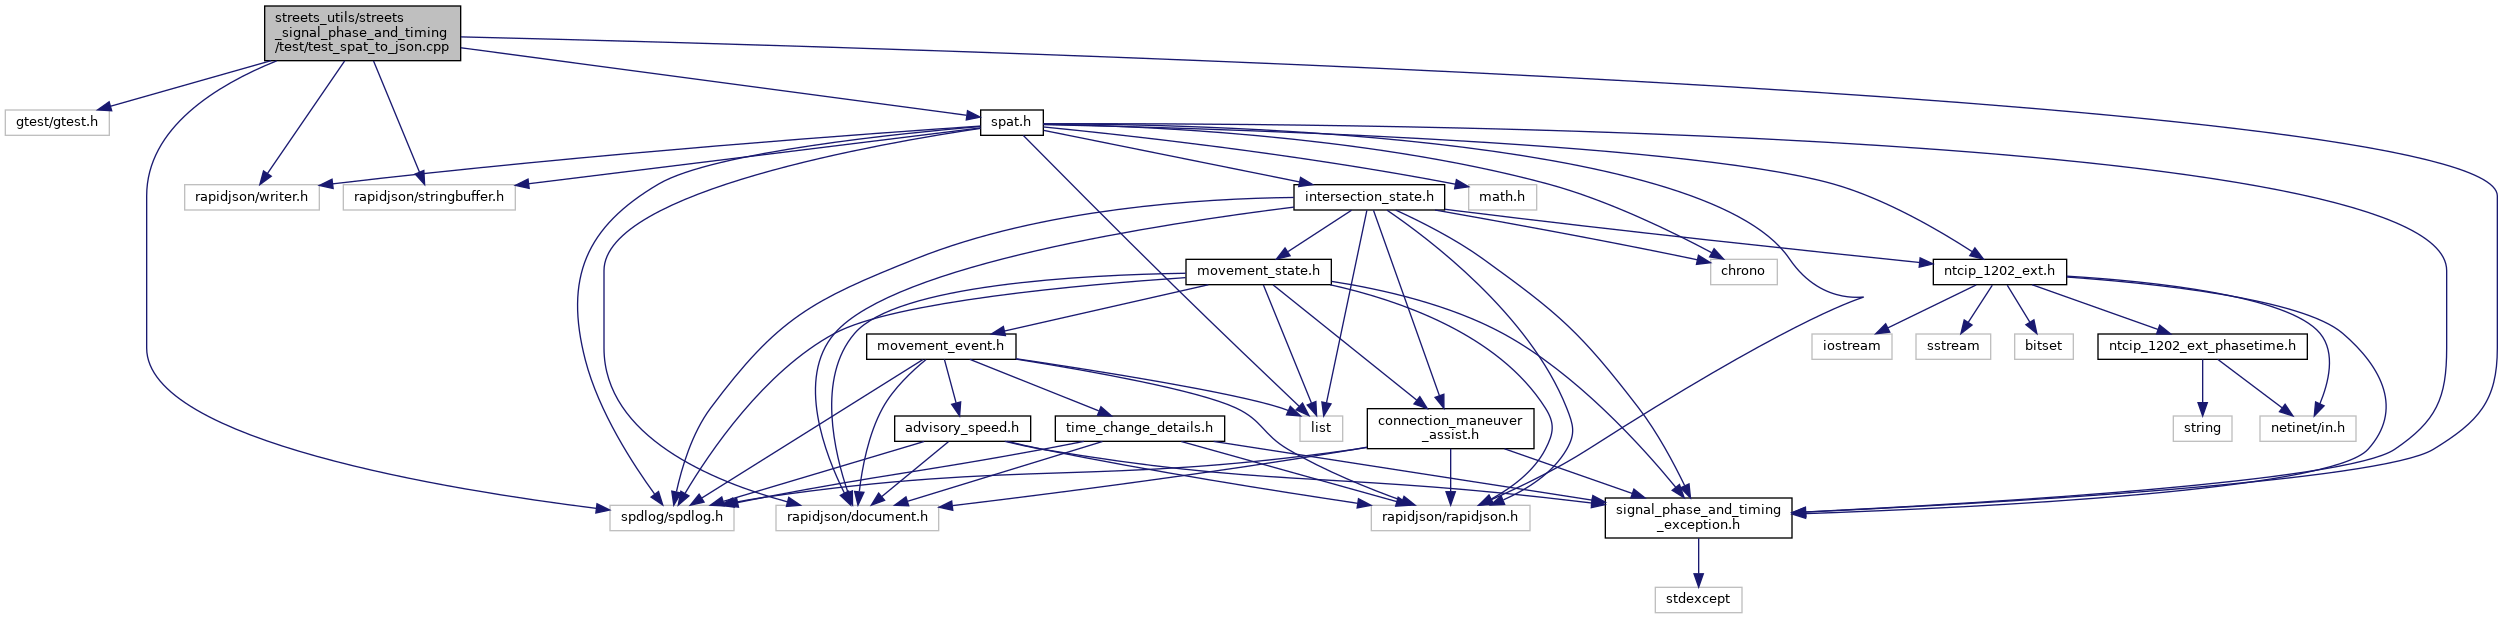 streets_utils/streets
_signal_phase_and_timing
/test/test_spat_to_json.cpp
gtest/gtest.h
spat.h
rapidjson/writer.h
rapidjson/stringbuffer.h
intersection_state.h
math.h
movement_state.h
chrono
ntcip_1202_ext.h
movement_event.h
iostream
sstream
bitset
ntcip_1202_ext_phasetime.h
advisory_speed.h
time_change_details.h
list
connection_maneuver
_assist.h
string
netinet/in.h
spdlog/spdlog.h
rapidjson/document.h
rapidjson/rapidjson.h
signal_phase_and_timing
_exception.h
stdexcept